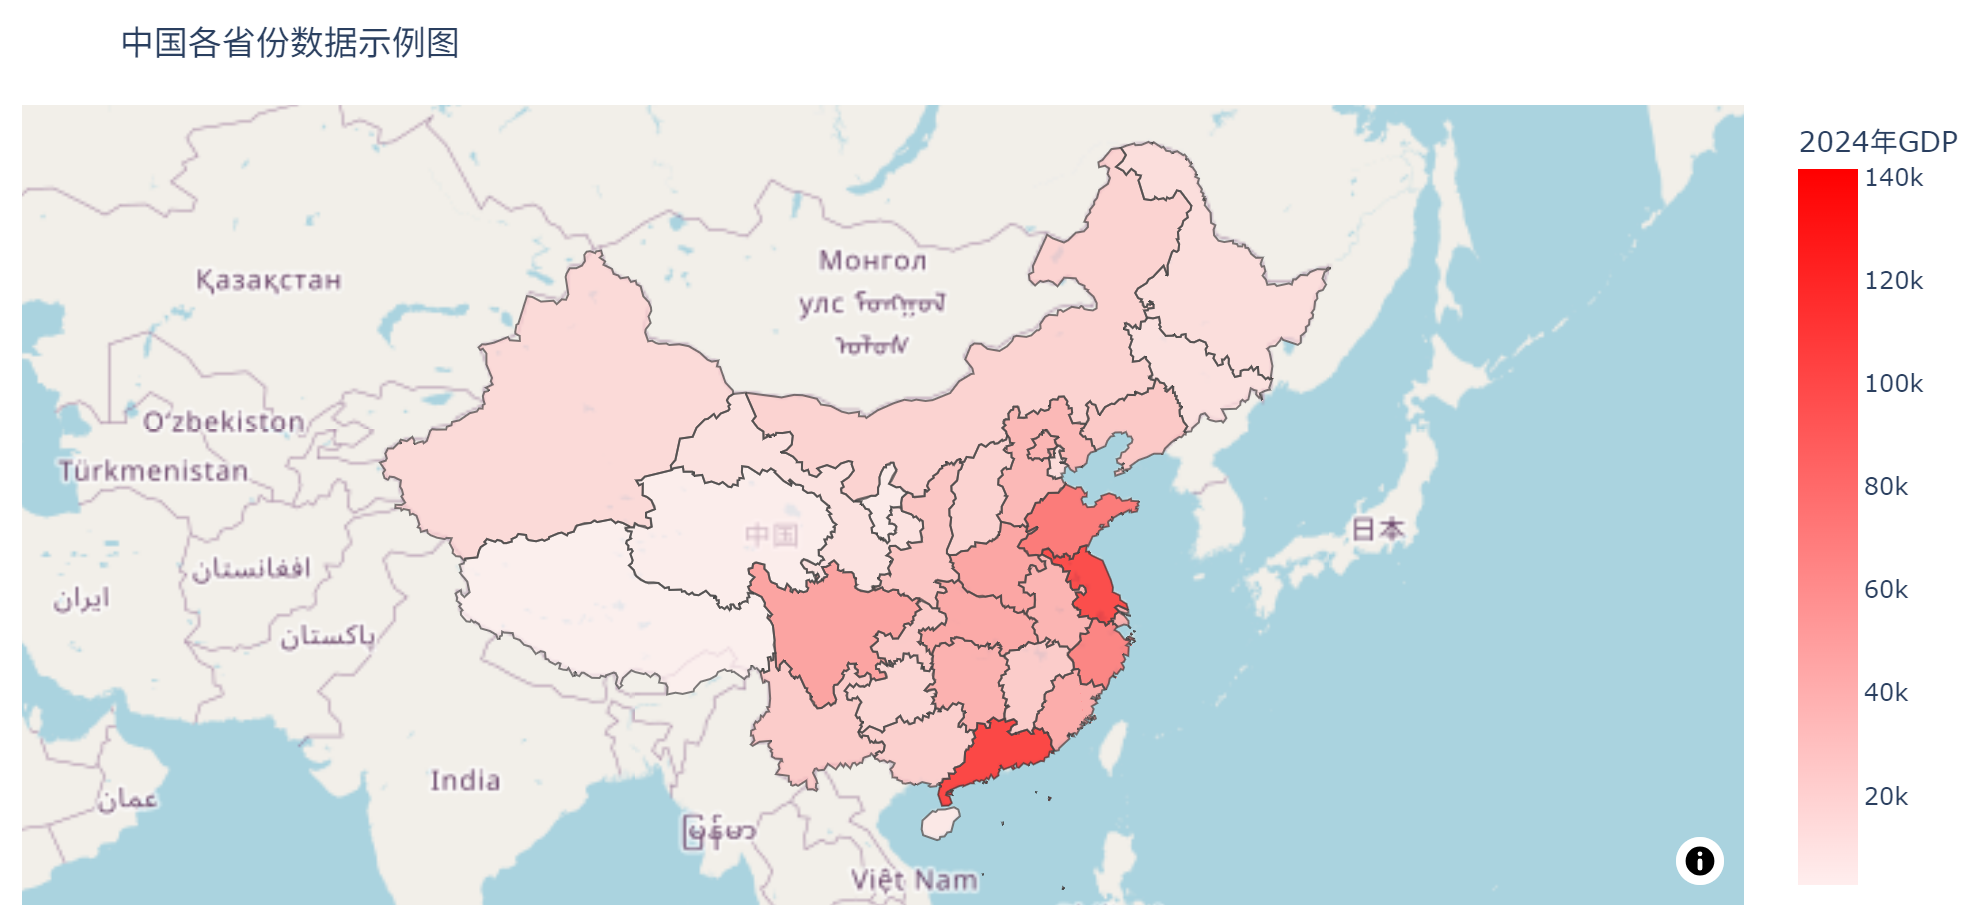 中国各省份数据示例图
2024年GDP
140k
120k
100k
80k
60k
40k
20k
Қазақстан
Монгол
улс ᠮᠣᠩᠭᠣᠯ
ᠤᠯᠤᠰ
Oʻzbekiston
Türkmenistan
中国
日本
افغانستان
ایران
پاکستان
India
عمان
မြန်မာ
Việt Nam